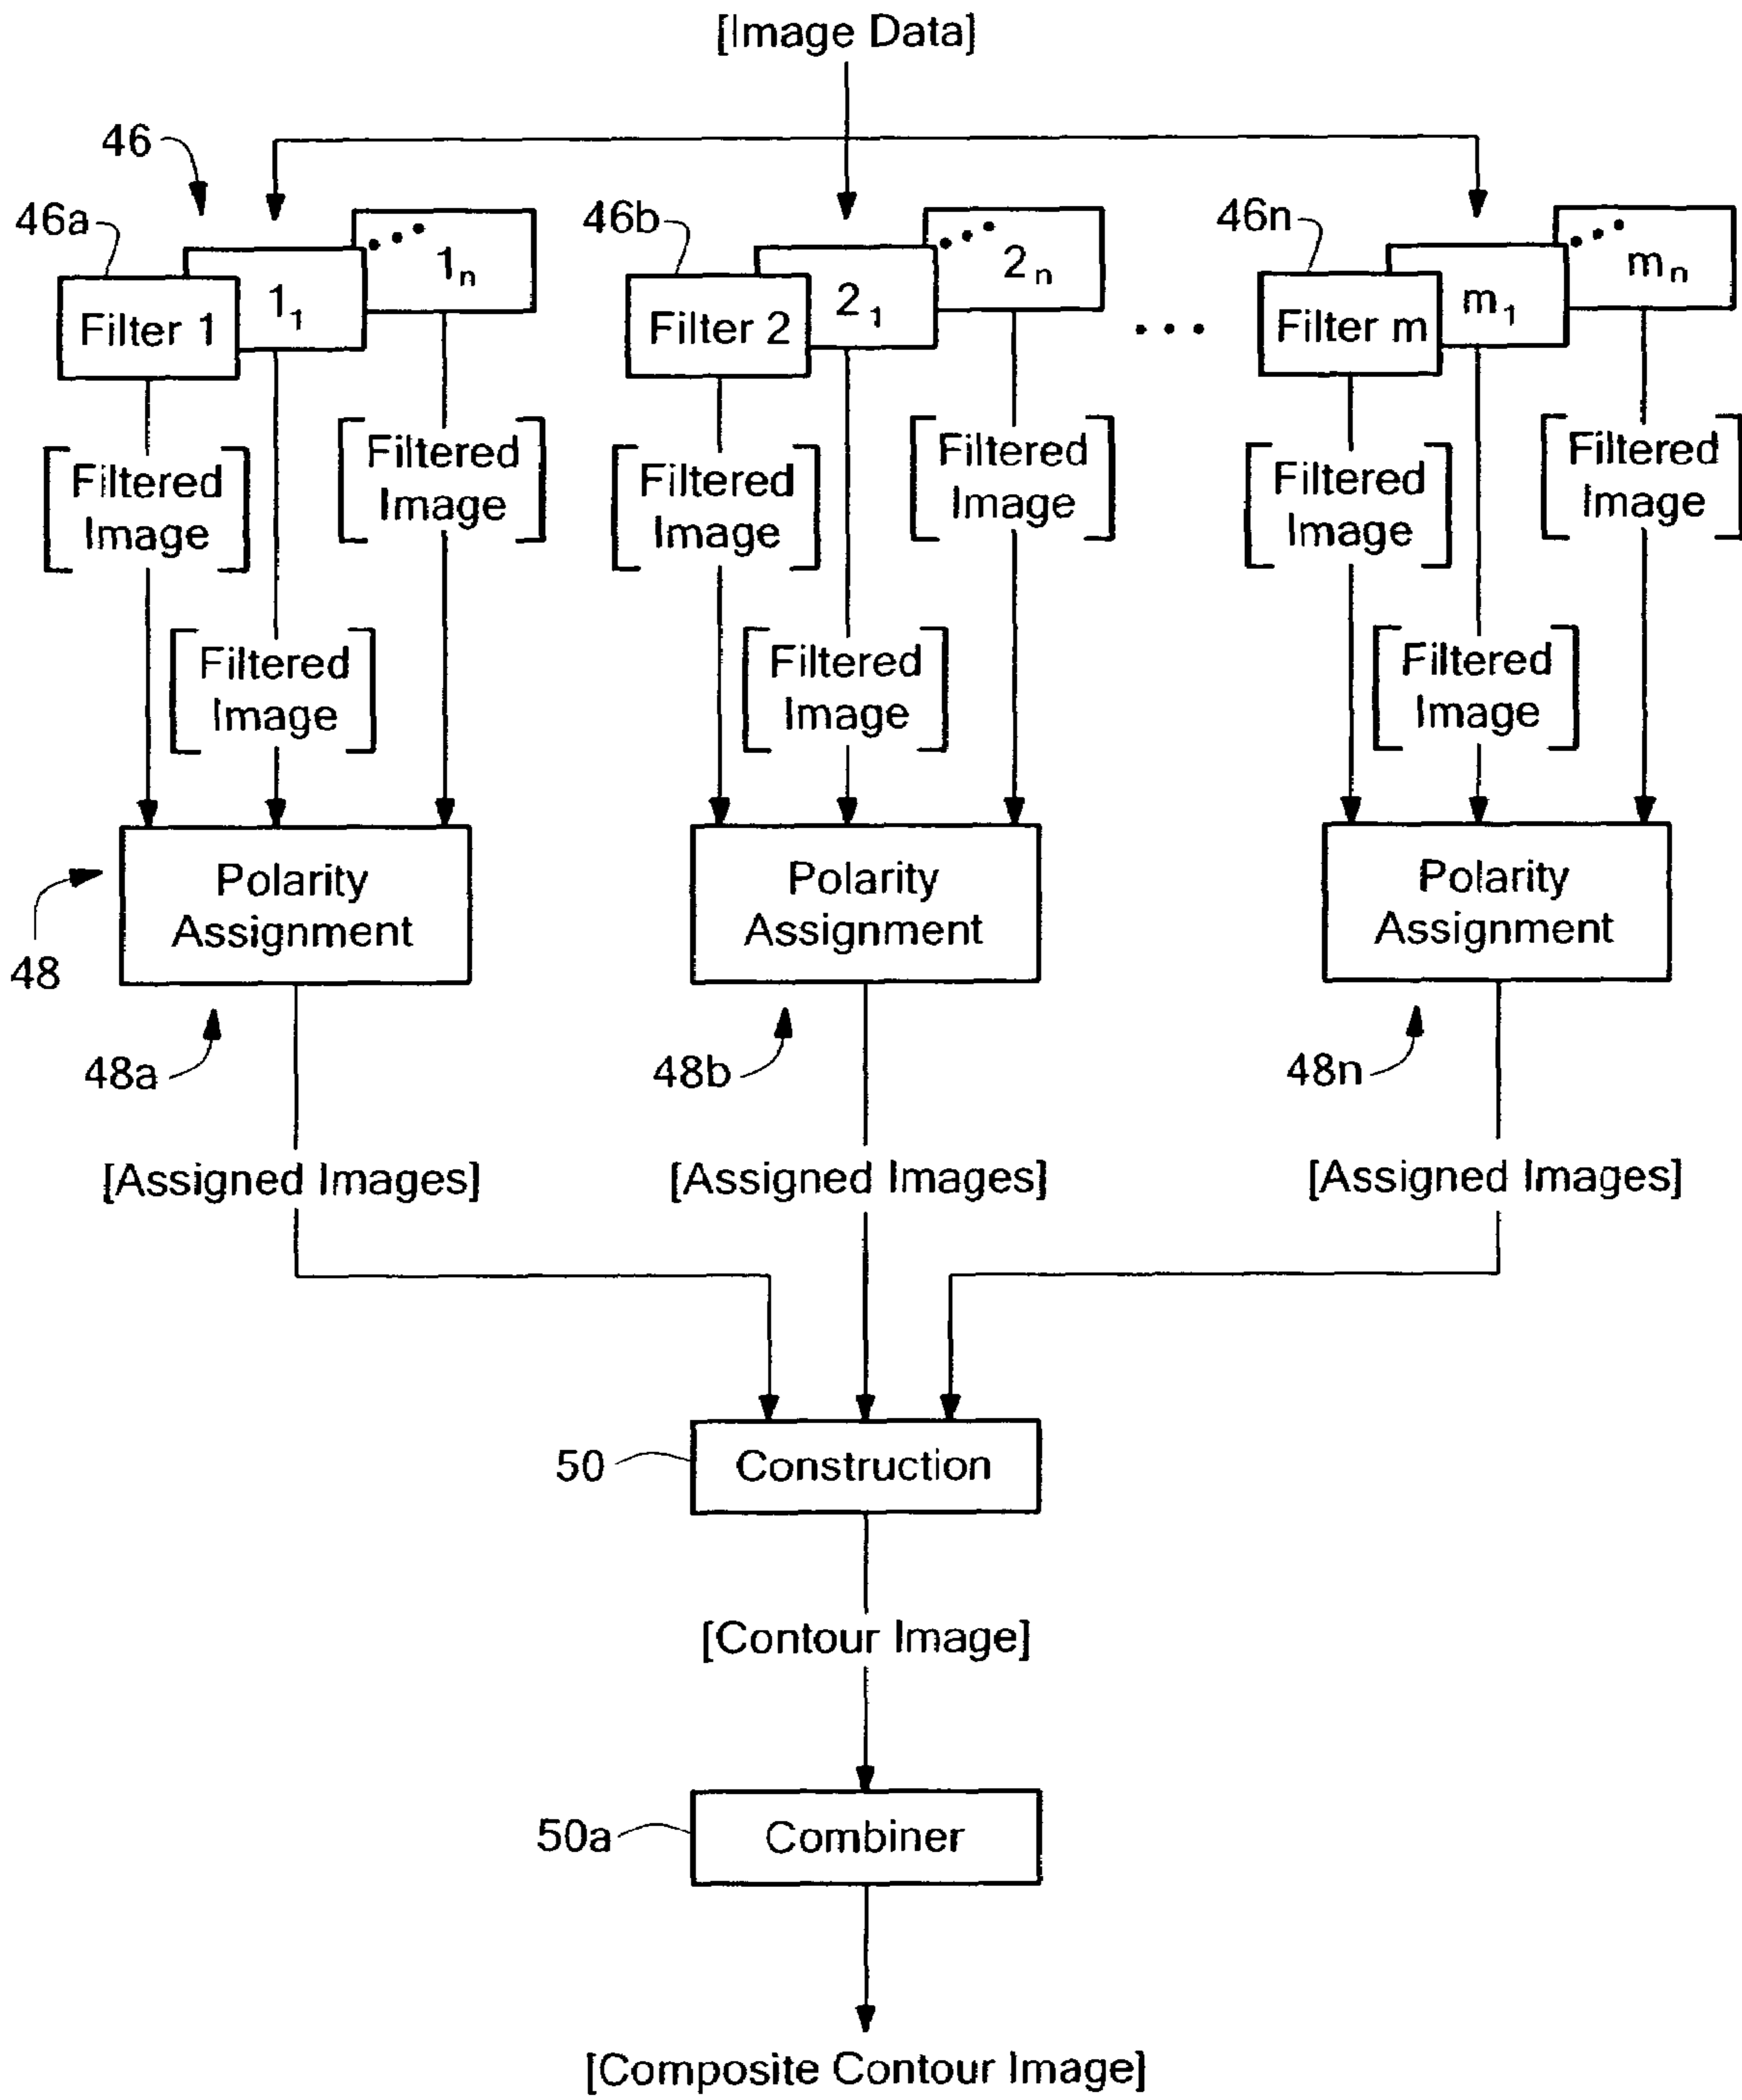 [Image Data]
46
46a
46b
46n
Filter 1
1₁
1ₙ
Filter 2
2₁
2ₙ
...
Filter m
m₁
mₙ
[Filtered
Image]
[Filtered
Image]
[Filtered
Image]
[Filtered
Image]
[Filtered
Image]
[Filtered
Image]
[Filtered
Image]
[Filtered
Image]
[Filtered
Image]
Polarity
Assignment
Polarity
Assignment
Polarity
Assignment
48
48a
48b
48n
[Assigned Images]
[Assigned Images]
[Assigned Images]
50
Construction
[Contour Image]
50a
Combiner
[Composite Contour Image]